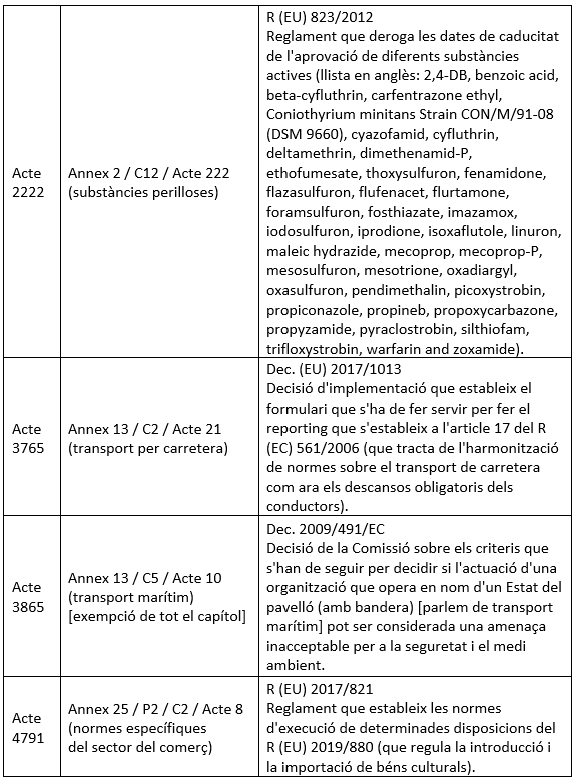 Acte
2222
Annex 2 / C12 / Acte 222
(substàncies perilloses)
R (EU) 823/2012
Reglament que deroga les dates de caducitat
de l'aprovació de diferents substàncies
actives (llista en anglès: 2,4-DB, benzoic acid,
beta-cyfluthrin, carfentrazone ethyl,
Coniothyrium minitans Strain CON/M/91-08
(DSM 9660), cyazofamid, cyfluthrin,
deltamethrin, dimethenamid-P,
ethofumesate, thoxysulfuron, fenamidone,
flazasulfuron, flufenacet, flurtamone,
foramsulfuron, fosthiazate, imazamox,
iodosulfuron, iprodione, isoxaflutole, linuron,
maleic hydrazide, mecoprop, mecoprop-P,
mesosulfuron, mesotrione, oxadiargyl,
oxasulfuron, pendimethalin, picoxystrobin,
propiconazole, propineb, propoxycarbazone,
propyzamide, pyraclostrobin, silthiofam,
trifloxystrobin, warfarin and zoxamide).
Acte
3765
Annex 13 / C2 / Acte 21
(transport per carretera)
Dec. (EU) 2017/1013
Decisió d'implementació que estableix el
formulari que s'ha de fer servir per fer el
reporting que s'estableix a l'article 17 del R
(EC) 561/2006 (que tracta de l'harmonització
de normes sobre el transport de carretera
com ara els descansos obligatoris dels
conductors).
Acte
3865
Annex 13 / C5 / Acte 10
(transport marítim)
[exempció de tot el capítol]
Dec. 2009/491/EC
Decisió de la Comissió sobre els criteris que
s'han de seguir per decidir si l'actuació d'una
organització que opera en nom d'un Estat del
pavelló (amb bandera) [parlem de transport
marítim] pot ser considerada una amenaça
inacceptable per a la seguretat i el medi
ambient.
Acte
4791
Annex 25 / P2 / C2 / Acte 8
(normes específiques
del sector del comerç)
R (EU) 2017/821
Reglament que estableix les normes
d'execució de determinades disposicions del
R (EU) 2019/880 (que regula la introducció i
la importació de béns culturals).